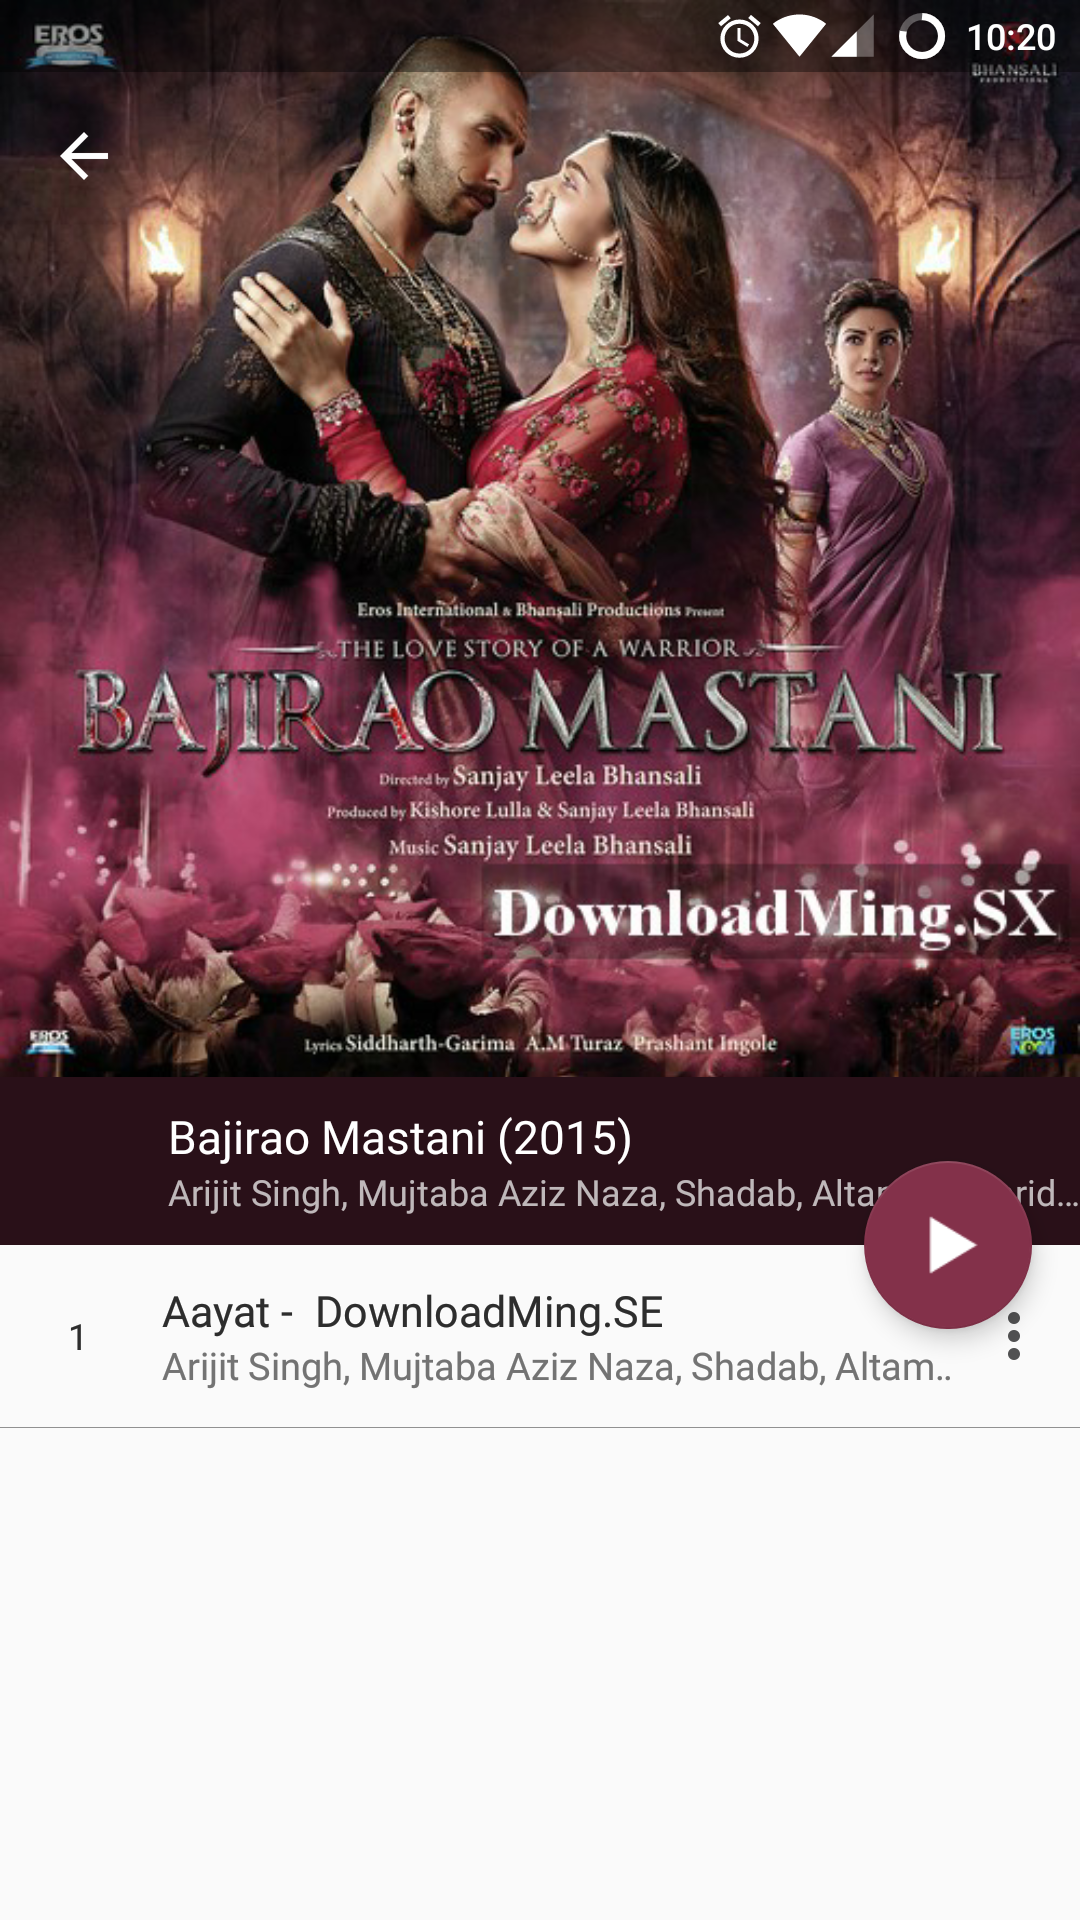 EROS
INTERNATIONAL
10:20
BHANSALI
PRODUCTIONS
Eros International & Bhansali Productions Present
THE LOVE STORY OF A WARRIOR
BAJIRAO MASTANI
Directed by Sanjay Leela Bhansali
Produced by Kishore Lulla & Sanjay Leela Bhansali
Music Sanjay Leela Bhansali
DownloadMing.SX
EROS
Lyrics Siddharth-Garima A.M Turaz Prashant Ingole
EROS
NOW
Bajirao Mastani (2015)
Arijit Singh, Mujtaba Aziz Naza, Shadab, Altar rid...
Aayat - DownloadMing.SE
1
Arijit Singh, Mujtaba Aziz Naza, Shadab, Altam..